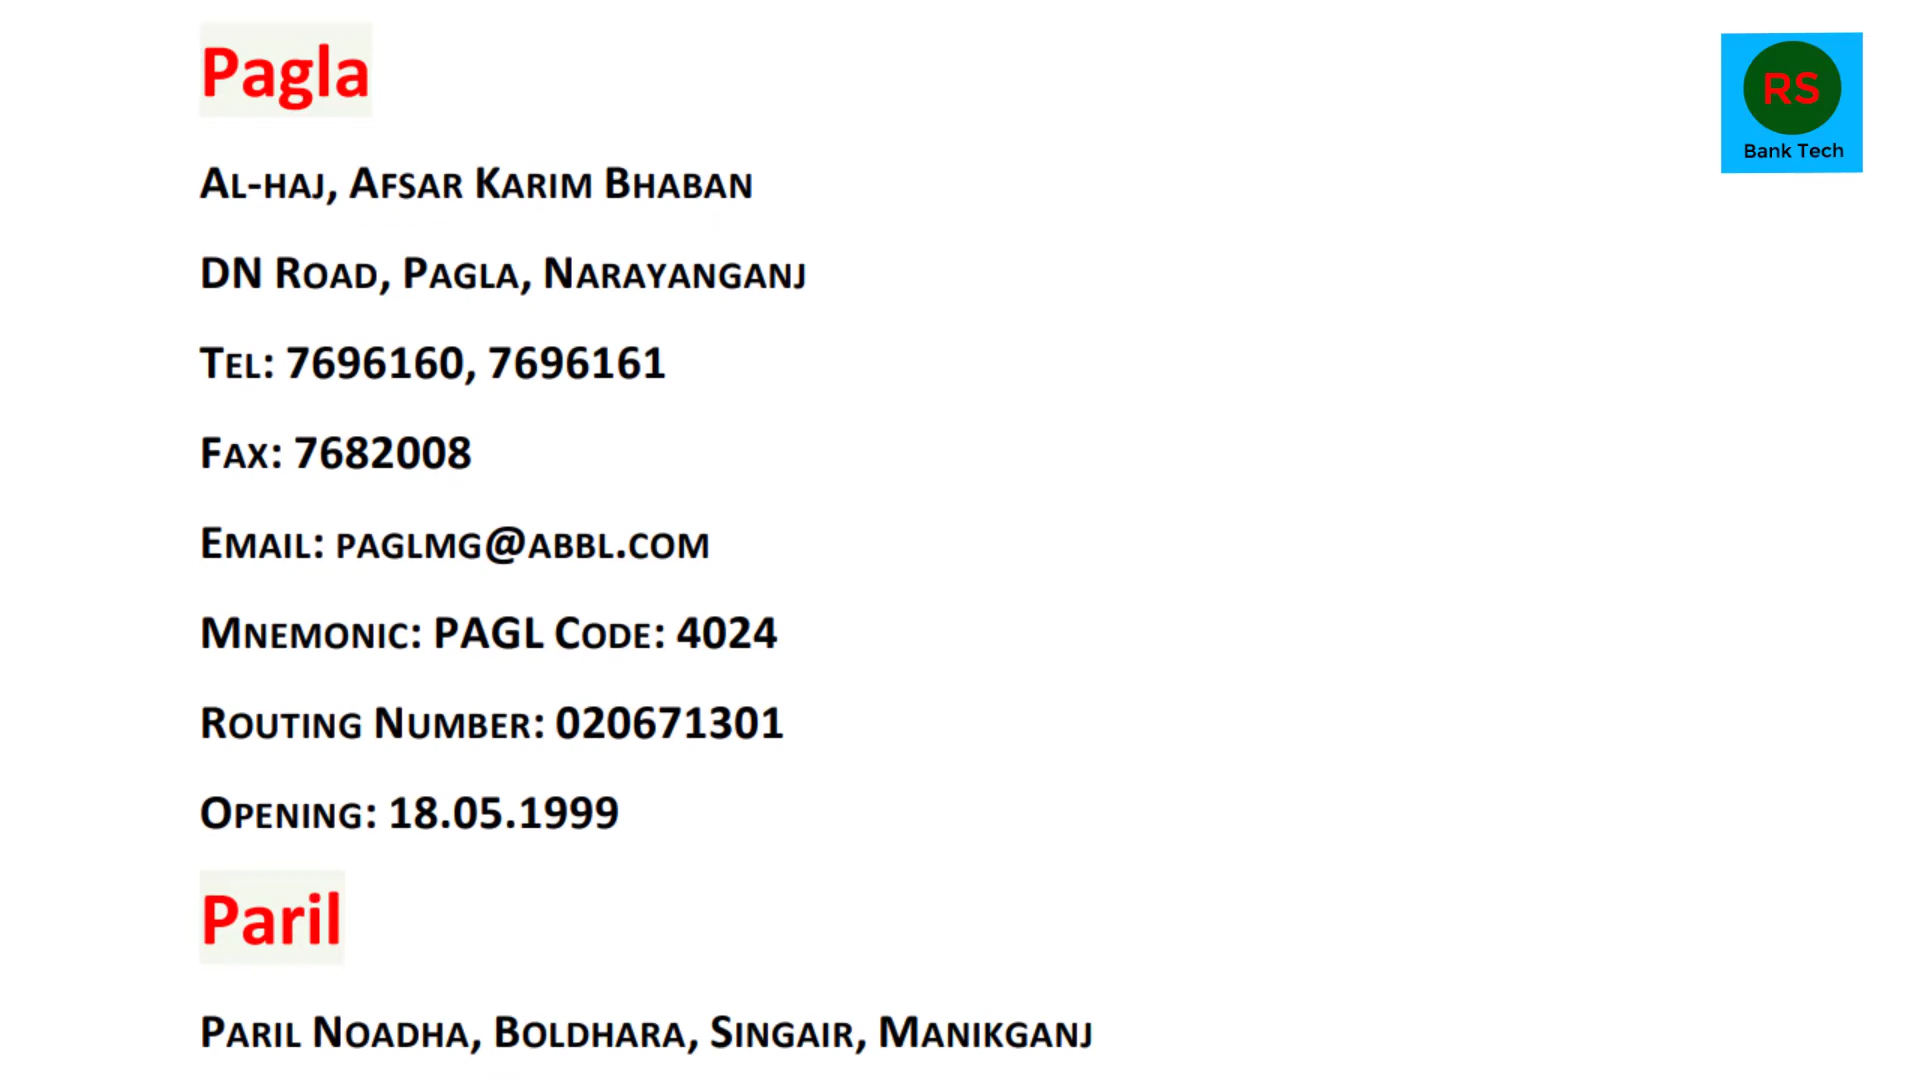 Pagla
RS
Bank Tech
Al-haj, Afsar Karim Bhaban
DN Road, Pagla, Narayanganj
Tel: 7696160, 7696161
Fax: 7682008
Email: paglmg@abbl.com
Mnemonic: PAGL Code: 4024
Routing Number: 020671301
Opening: 18.05.1999
Paril
Paril Noadha, Boldhara, Singair, Manikganj